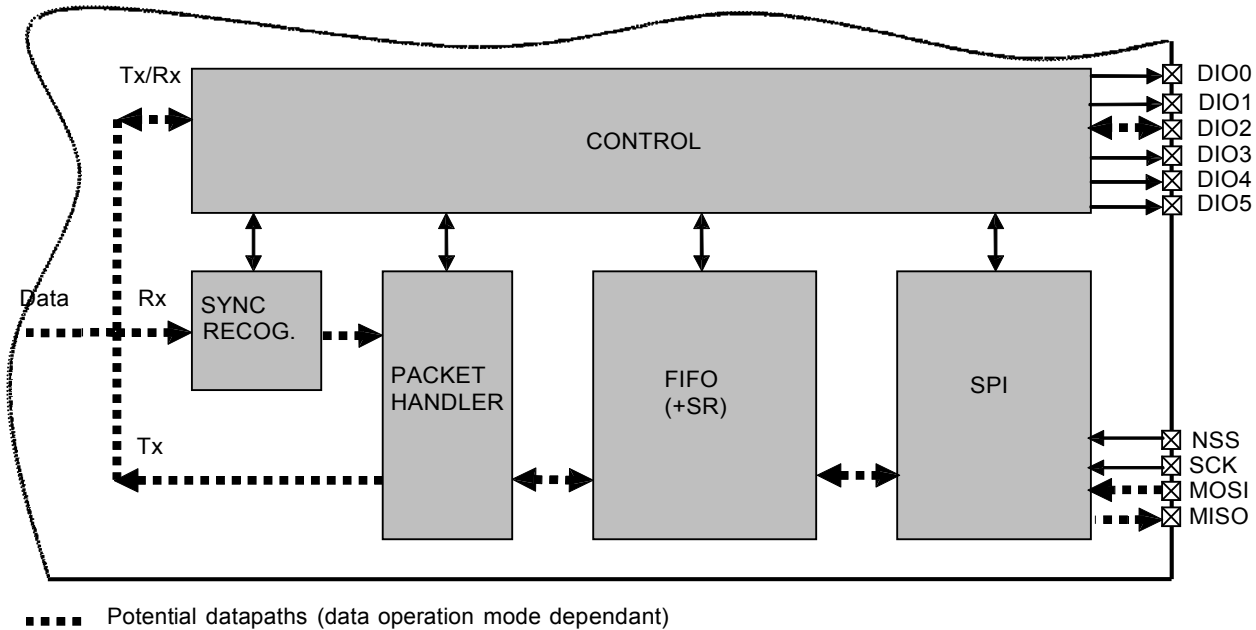 Tx/Rx
CONTROL
DIO0
DIO1
DIO2
DIO3
DIO4
DIO5
Data
Rx
SYNC
RECOG.
PACKET
HANDLER
FIFO
(+SR)
SPI
Tx
NSS
SCK
MOSI
MISO
Potential datapaths (data operation mode dependant)